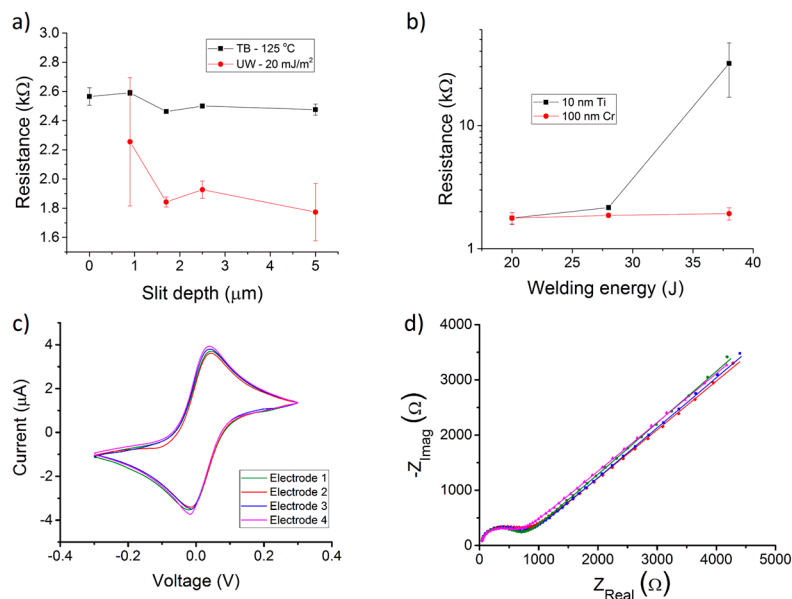 a)
3.0
2.8
2.6
2.4
2.2
2.0
1.8
1.6
Resistance (kΩ)
TB - 125 °C
UW - 20 mJ/m²
0 1 2 3 4 5
Slit depth (μm)
b)
10
1
Resistance (kΩ)
10 nm Ti
100 nm Cr
20 25 30 35 40
Welding energy (J)
c)
4
2
0
-2
-4
Current (μA)
Electrode 1
Electrode 2
Electrode 3
Electrode 4
-0.4 -0.2 0.0 0.2 0.4
Voltage (V)
d)
4000
3000
2000
1000
0
-Z_Imag (Ω)
0 1000 2000 3000 4000 5000
Z_Real (Ω)